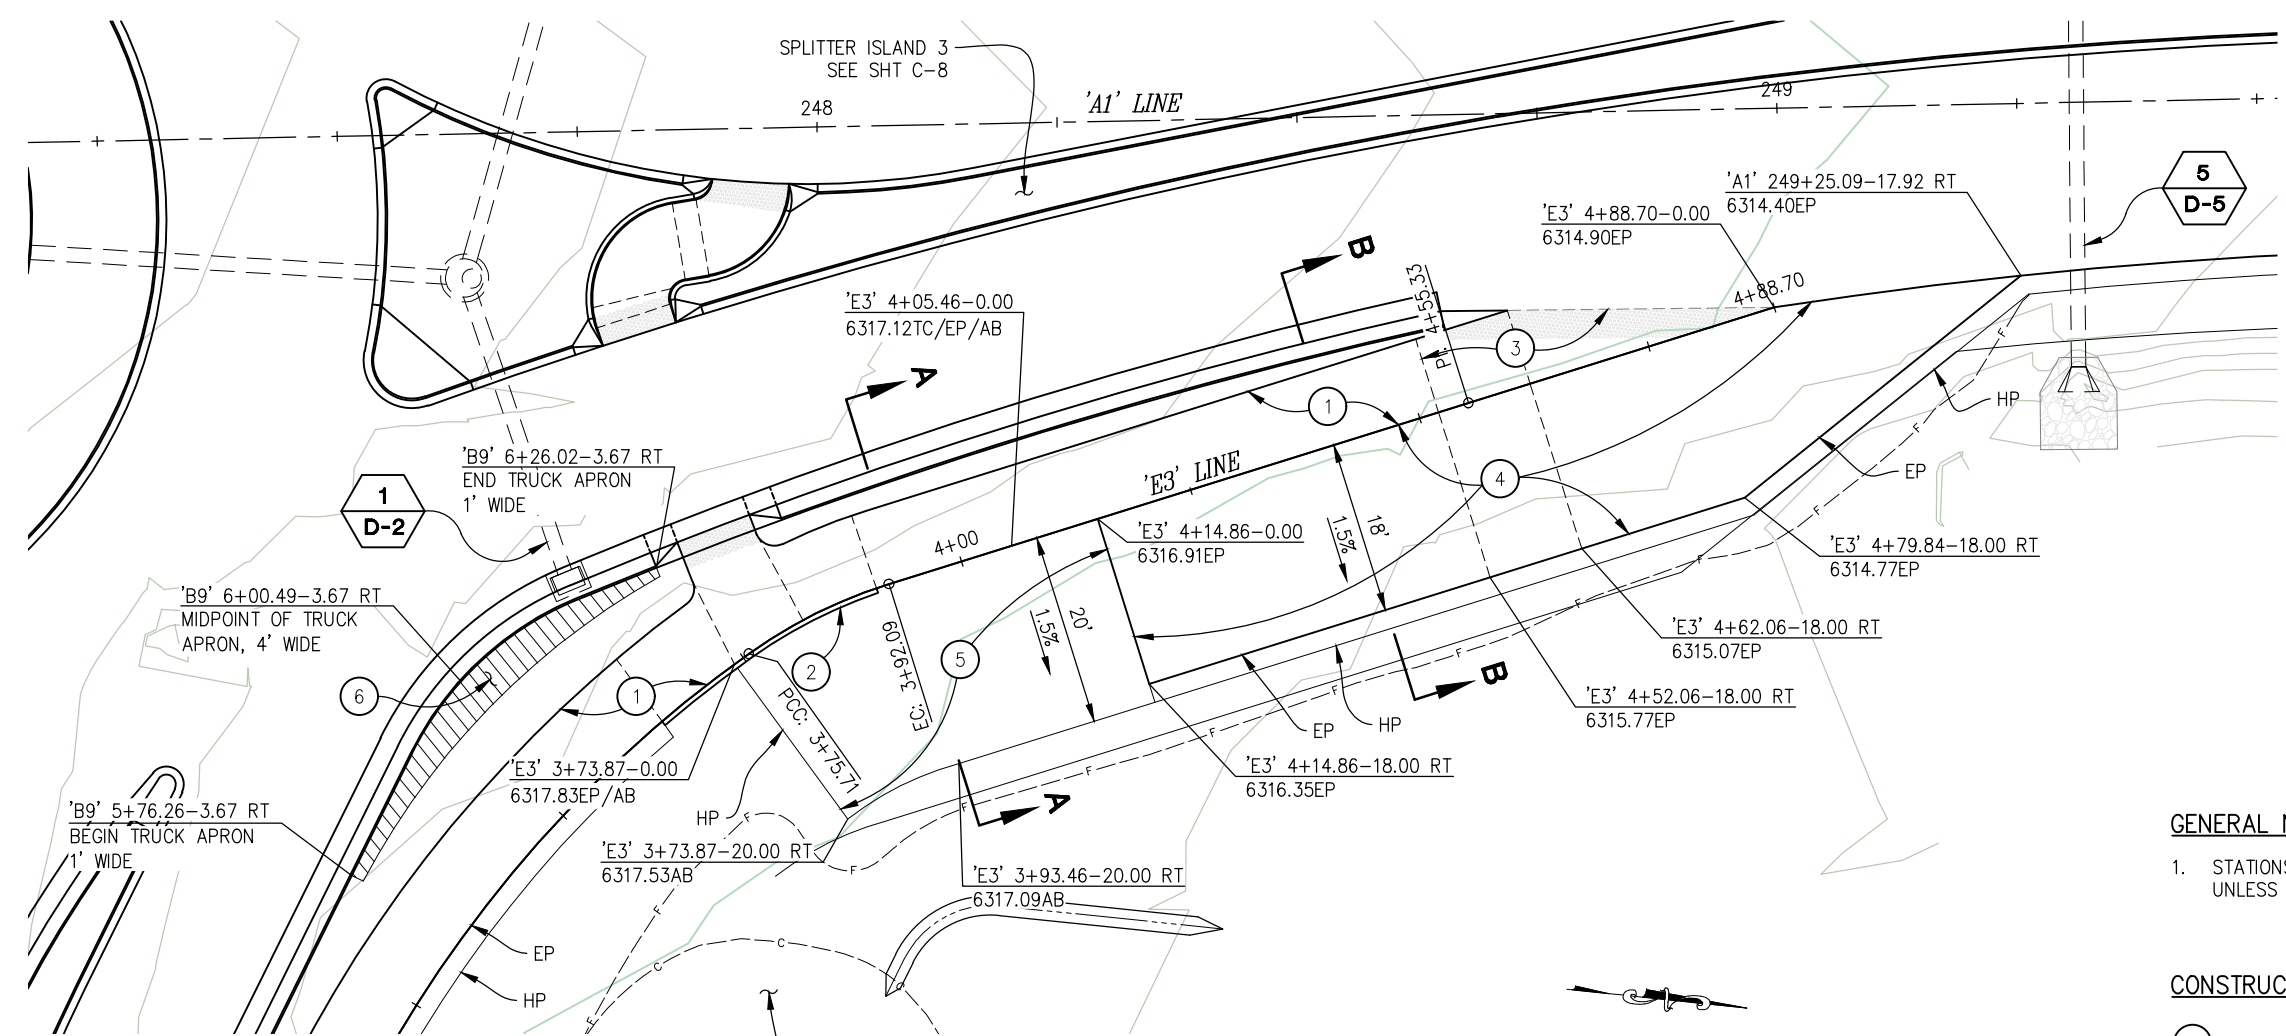 SPLITTER ISLAND 3
SEE SHT C-8
248
'A1' LINE
249
'A1' 249+25.09-17.92 RT
6314.40EP
5
D-5
'E3' 4+88.70-0.00
6314.90EP
B
PI: 4+55.33
4+88.70
'E3' 4+05.46-0.00
6317.12TC/EP/AB
3
A
1
HP
'B9' 6+26.02-3.67 RT
END TRUCK APRON
1' WIDE
'E3' LINE
4
EP
1
D-2
4+00
'E3' 4+14.86-0.00
6316.91EP
1.5%
18'
'E3' 4+79.84-18.00 RT
6314.77EP
'B9' 6+00.49-3.67 RT
MIDPOINT OF TRUCK
APRON, 4' WIDE
EC: 3+92.09
1.5%
20'
F
'E3' 4+62.06-18.00 RT
6315.07EP
6
1
2
5
F
B
PCC: 3+75.71
F
EP
HP
'E3' 4+52.06-18.00 RT
6315.77EP
'E3' 3+73.87-0.00
6317.83EP/AB
'E3' 4+14.86-18.00 RT
6316.35EP
'B9' 5+76.26-3.67 RT
BEGIN TRUCK APRON
1' WIDE
HP
F
F
A
GENERAL
'E3' 3+73.87-20.00 RT
6317.53AB
F
'E3' 3+93.46-20.00 RT
6317.09AB
1. STATIONS
UNLESS
F
C
C
EP
HP
F
CONSTRUC